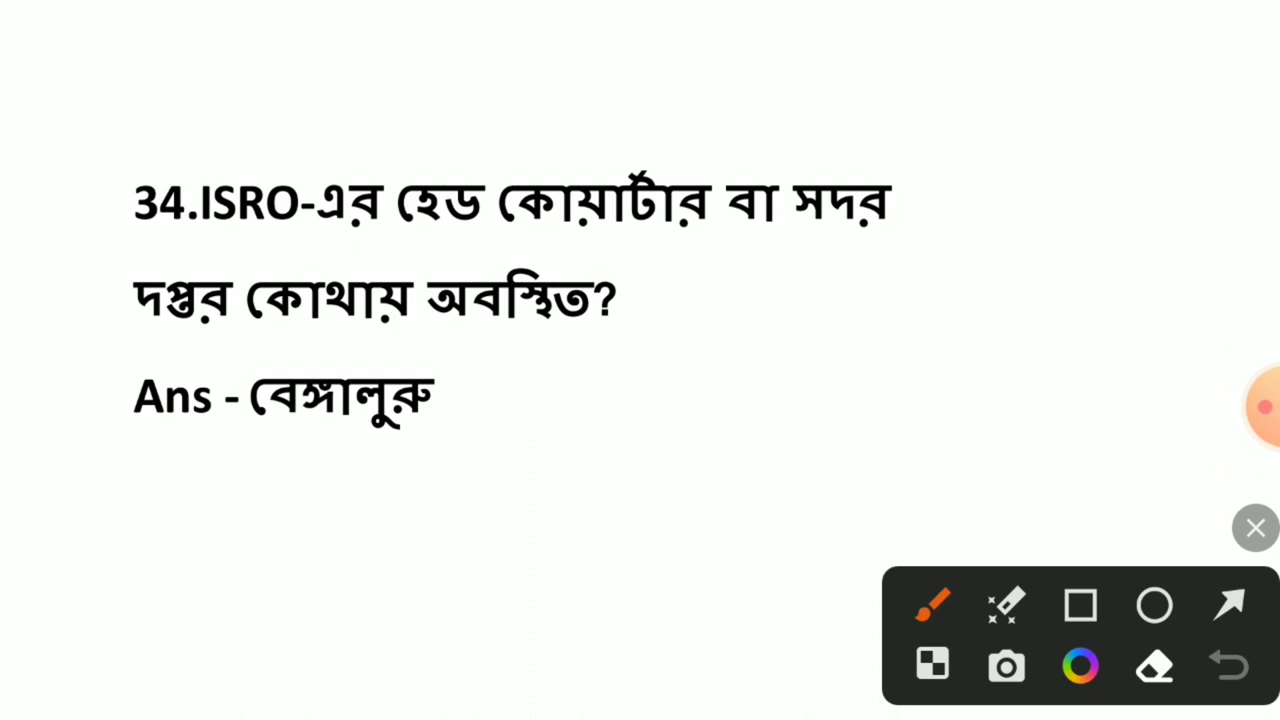 34.ISRO-এর হেড কোয়ার্টার বা সদর
দপ্তর কোথায় অবস্থিত?
Ans - বেঙ্গালুরু